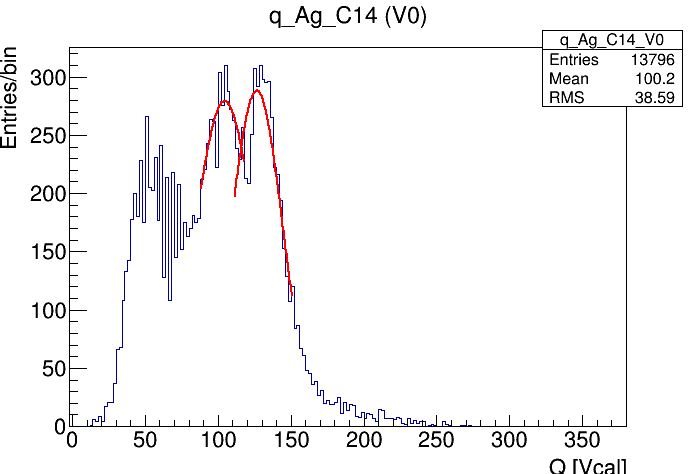 q_Ag_C14 (V0)
q_Ag_C14_V0
Entries 13796
Mean 100.2
RMS 38.59
Entries/bin
300
250
200
150
100
50
0
0 50 100 150 200 250 300 350
Q [Vcal]